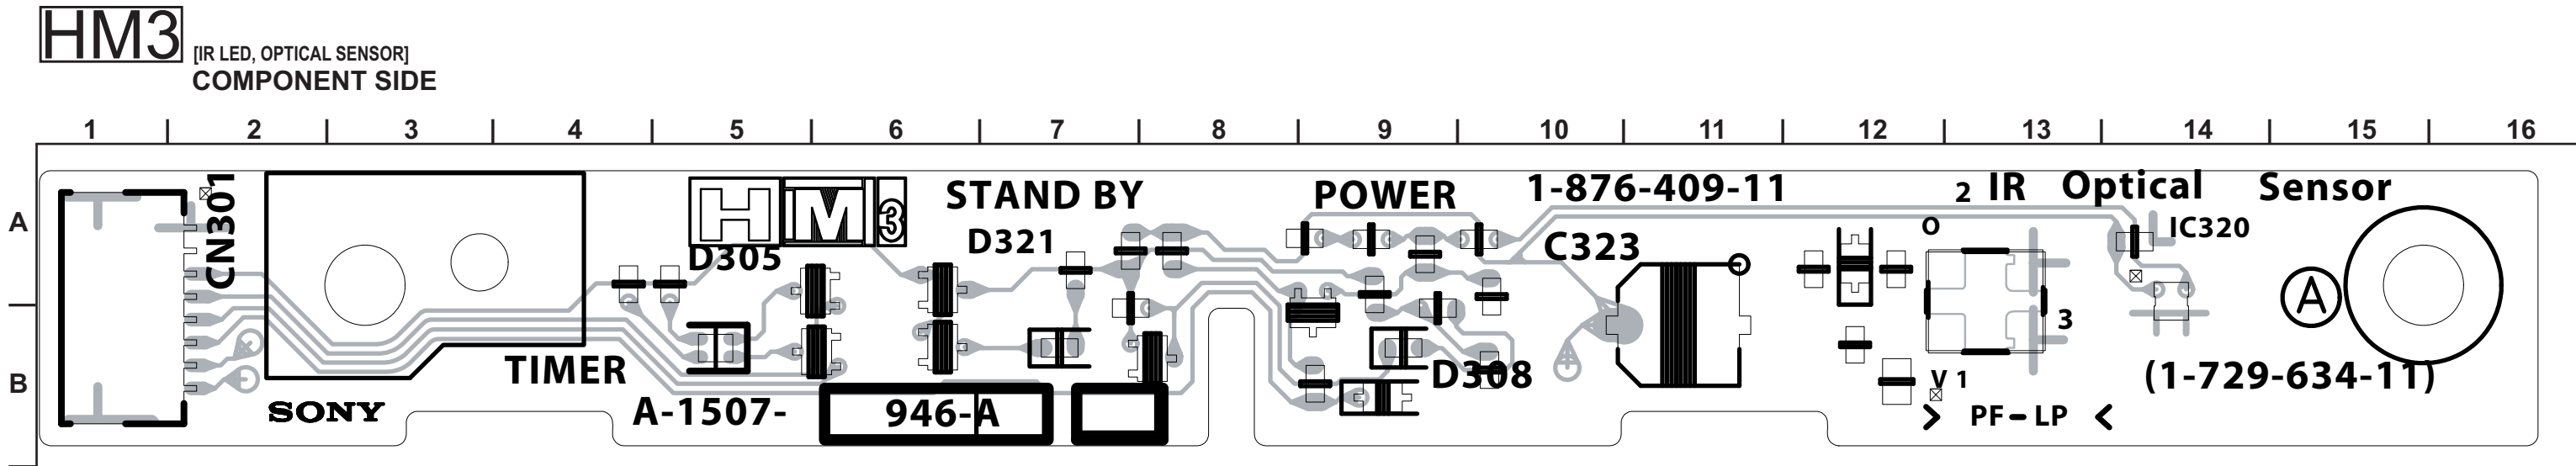 HM3 [IR LED, OPTICAL SENSOR]
COMPONENT SIDE
1 2 3 4 5 6 7 8 9 10 11 12 13 14 15 16
A
B
CN301
H M 3
D305
STAND BY
D321
POWER
1-876-409-11
C323
2 IR Optical Sensor
O
IC320
A
3
TIMER
D308
V 1
(1-729-634-11)
SONY
A-1507- 946-A
> PF-LP <